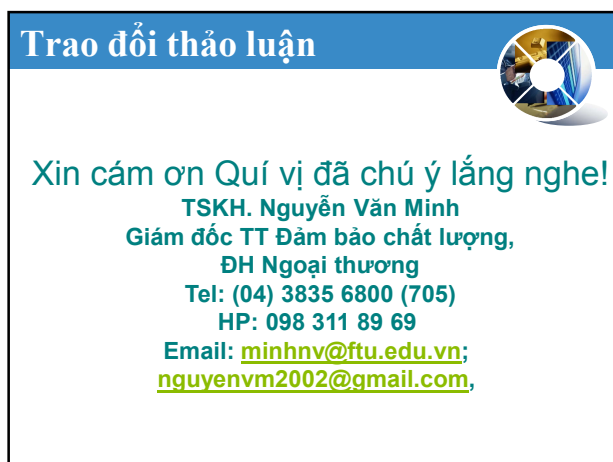 Trao đổi thảo luận
Xin cám ơn Quí vị đã chú ý lắng nghe!
TSKH. Nguyễn Văn Minh
Giám đốc TT Đảm bảo chất lượng,
ĐH Ngoại thương
Tel: (04) 3835 6800 (705)
HP: 098 311 89 69
Email: minhnv@ftu.edu.vn;
nguyenvm2002@gmail.com,